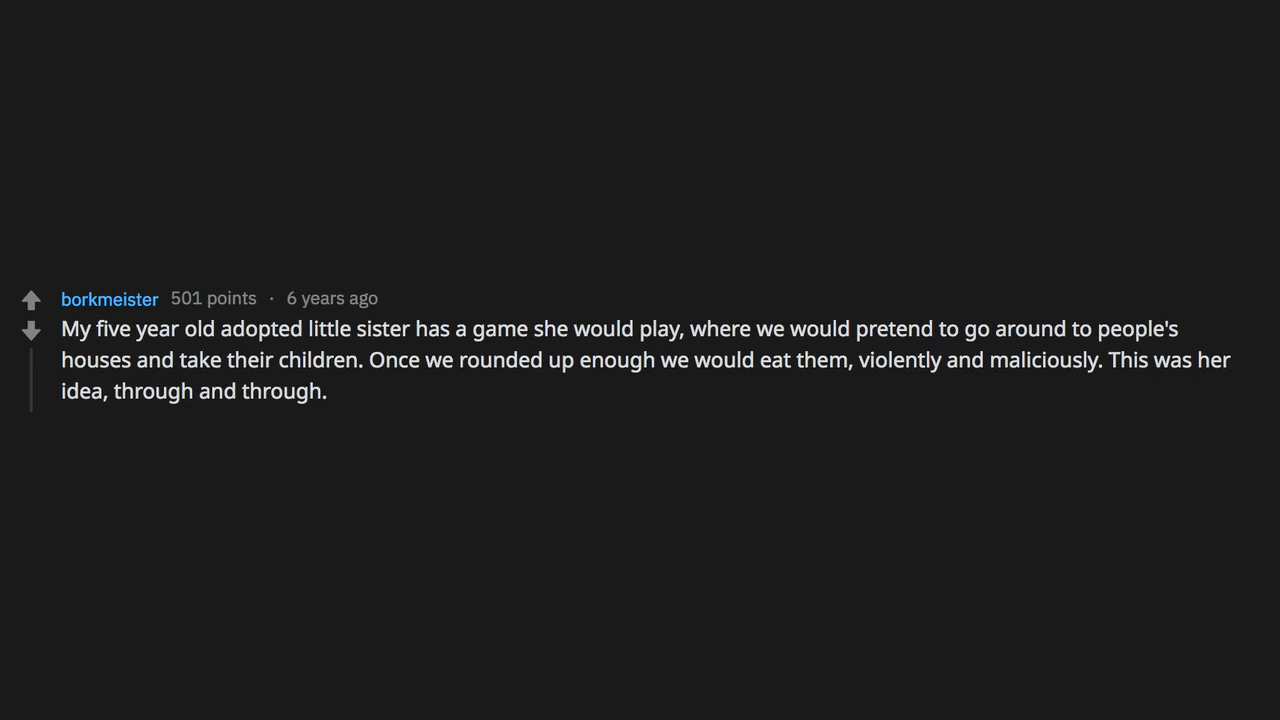 borkmeister 501 points · 6 years ago
My five year old adopted little sister has a game she would play, where we would pretend to go around to people's
houses and take their children. Once we rounded up enough we would eat them, violently and maliciously. This was her
idea, through and through.